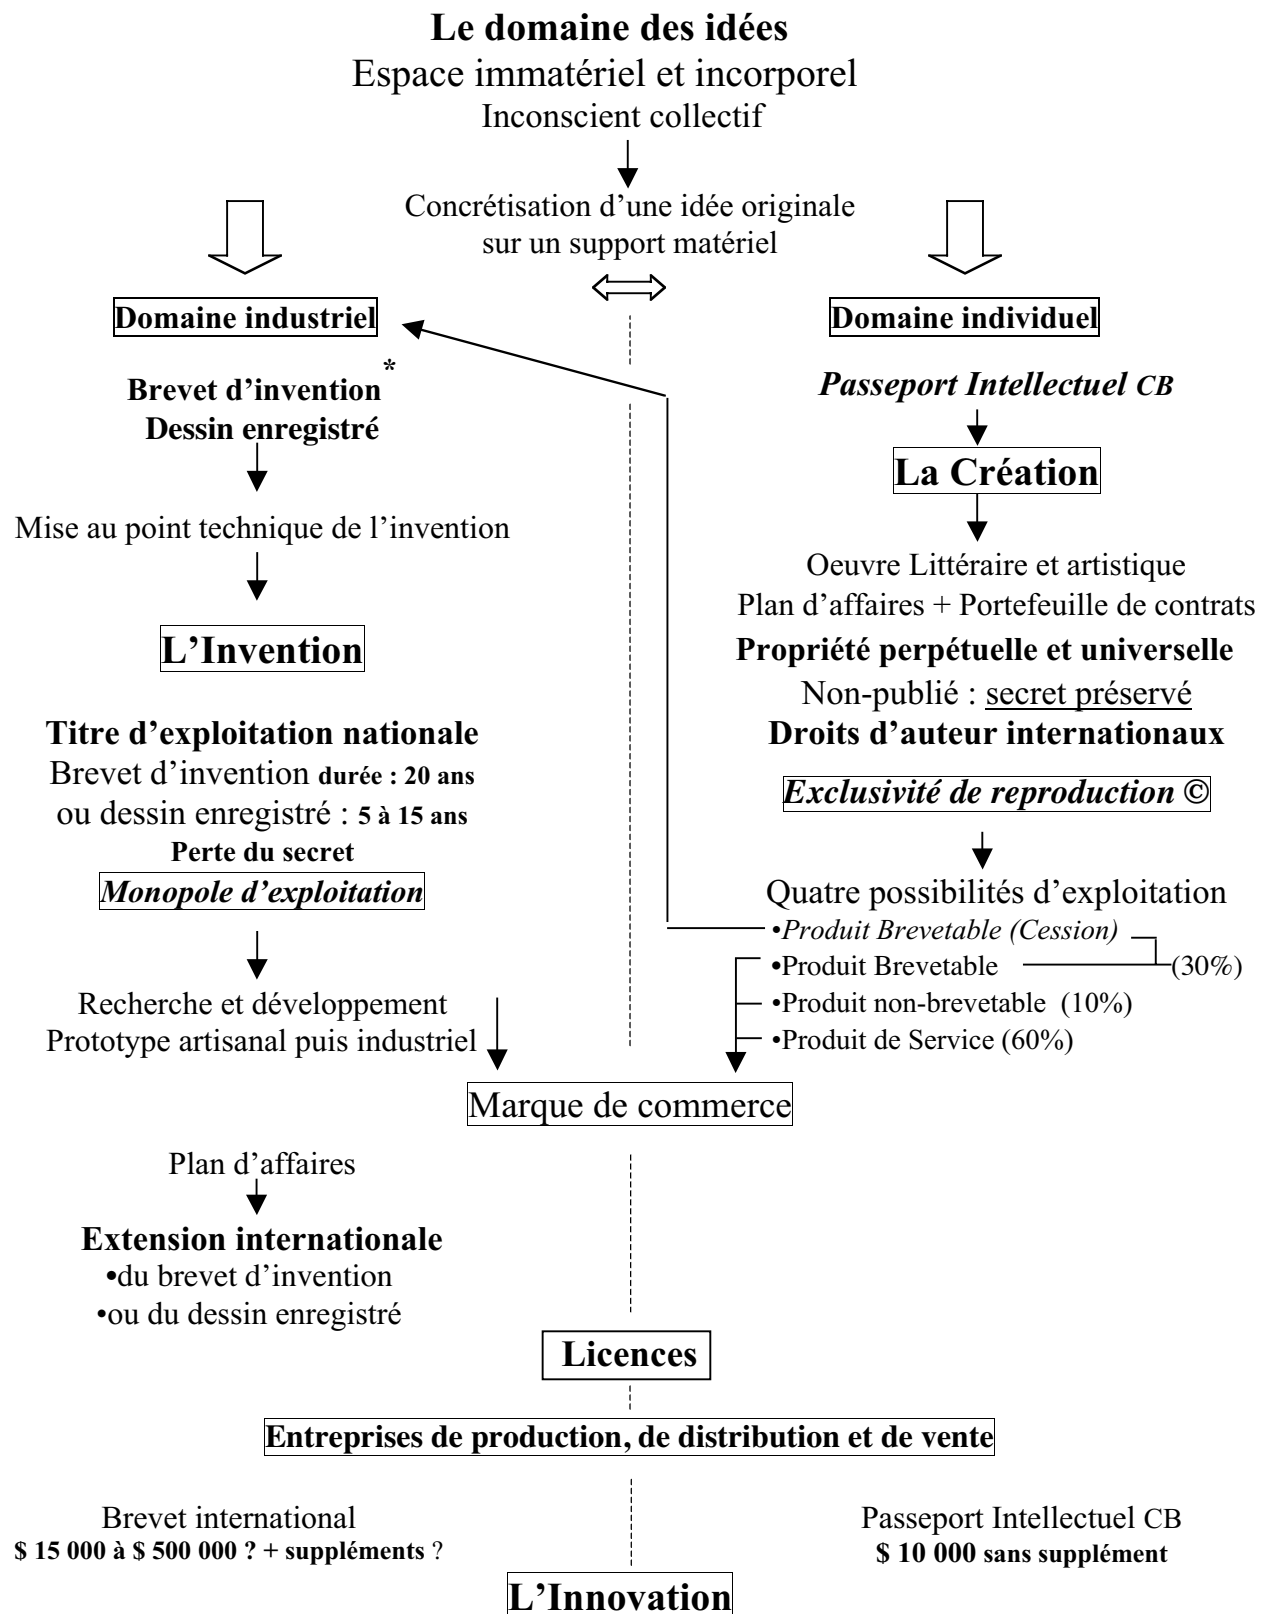 Le domaine des idées
Espace immatériel et incorporel
Inconscient collectif
Concrétisation d’une idée originale
sur un support matériel
Domaine industriel
Brevet d’invention *
Dessin enregistré
Mise au point technique de l’invention
L’Invention
Titre d’exploitation nationale
Brevet d’invention durée : 20 ans
ou dessin enregistré : 5 à 15 ans
Perte du secret
Monopole d’exploitation
Recherche et développement
Prototype artisanal puis industriel
Domaine individuel
Passeport Intellectuel CB
La Création
Oeuvre Littéraire et artistique
Plan d’affaires + Portefeuille de contrats
Propriété perpétuelle et universelle
Non-publié : secret préservé
Droits d’auteur internationaux
Exclusivité de reproduction ©
Quatre possibilités d’exploitation
•Produit Brevetable (Cession)
•Produit Brevetable (30%)
•Produit non-brevetable (10%)
•Produit de Service (60%)
Marque de commerce
Plan d’affaires
Extension internationale
•du brevet d’invention
•ou du dessin enregistré
Licences
Entreprises de production, de distribution et de vente
Brevet international
$ 15 000 à $ 500 000 ? + suppléments ?
Passeport Intellectuel CB
$ 10 000 sans supplément
L’Innovation